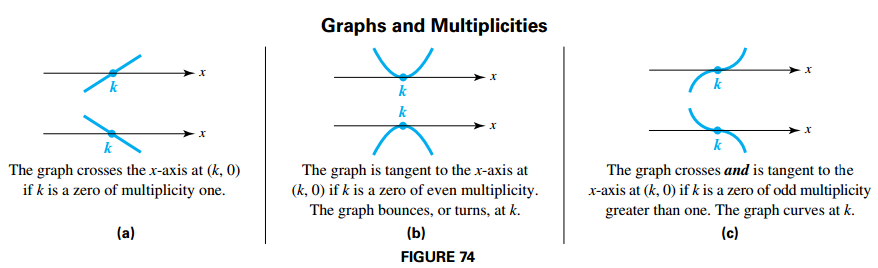 Graphs and Multiplicities
x
k
x
k
The graph crosses the x-axis at (k, 0)
if k is a zero of multiplicity one.
(a)
x
k
k
x
The graph is tangent to the x-axis at
(k, 0) if k is a zero of even multiplicity.
The graph bounces, or turns, at k.
(b)
x
k
x
k
The graph crosses and is tangent to the
x-axis at (k, 0) if k is a zero of odd multiplicity
greater than one. The graph curves at k.
(c)
FIGURE 74